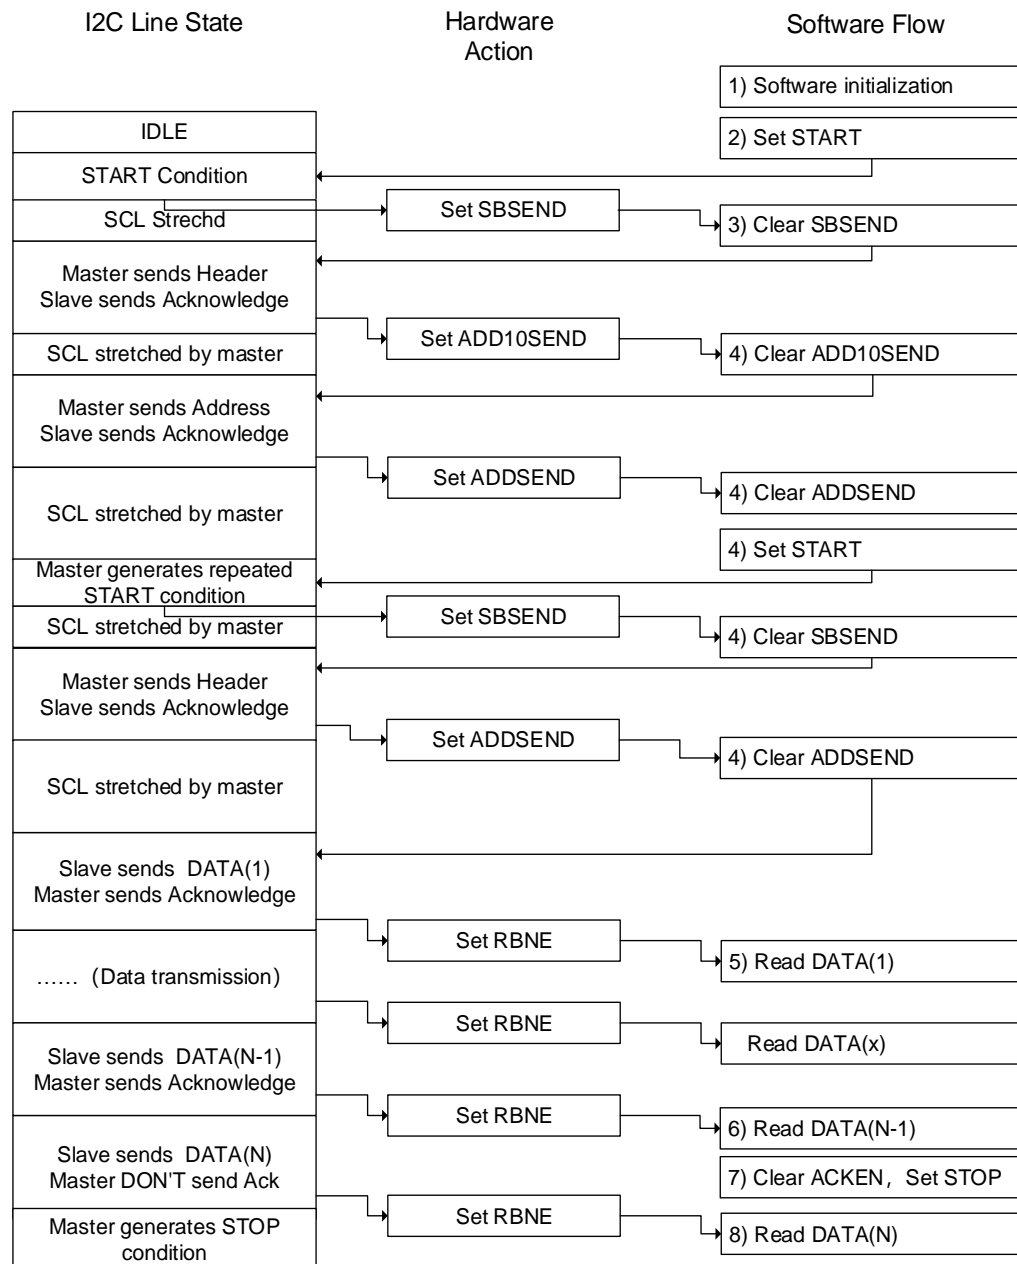 I2C Line State
Hardware
Action
Software Flow
1) Software initialization
IDLE
2) Set START
START Condition
Set SBSEND
SCL Strechd
3) Clear SBSEND
Master sends Header
Slave sends Acknowledge
Set ADD10SEND
SCL stretched by master
4) Clear ADD10SEND
Master sends Address
Slave sends Acknowledge
Set ADDSEND
4) Clear ADDSEND
SCL stretched by master
4) Set START
Master generates repeated
START condition
Set SBSEND
SCL stretched by master
4) Clear SBSEND
Master sends Header
Slave sends Acknowledge
Set ADDSEND
4) Clear ADDSEND
SCL stretched by master
Slave sends DATA(1)
Master sends Acknowledge
Set RBNE
5) Read DATA(1)
…… (Data transmission)
Set RBNE
Read DATA(x)
Slave sends DATA(N-1)
Master sends Acknowledge
Set RBNE
6) Read DATA(N-1)
Slave sends DATA(N)
Master DON'T send Ack
7) Clear ACKEN，Set STOP
Set RBNE
8) Read DATA(N)
Master generates STOP
condition